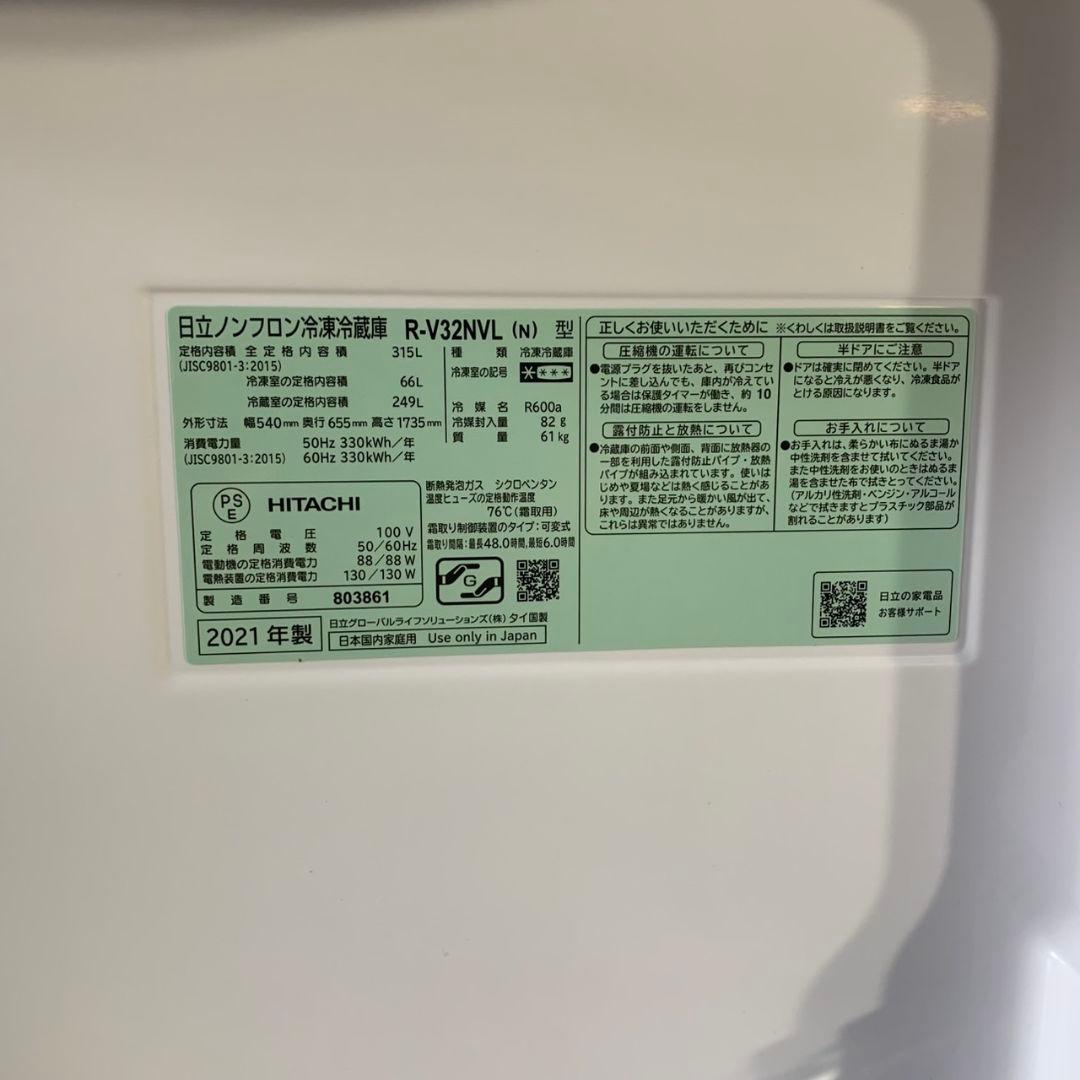 日立ノンフロン冷凍冷蔵庫 R-V32NVL (N) 型
定格内容積 全定格内容積 315L
(JISC9801-3:2015)
冷凍室の定格内容積 66L
冷蔵室の定格内容積 249L
外形寸法 幅540mm 奥行655mm 高さ1735mm
消費電力量 50Hz 330kWh/年
(JISC9801-3:2015) 60Hz 330kWh/年
種類 冷凍冷蔵庫
冷凍室の記号 ****
冷媒名 R600a
冷媒封入量 82g
質量 61kg
PSE HITACHI
定格電圧 100V
定格周波数 50/60Hz
電動機の定格消費電力 88/88W
電熱装置の定格消費電力 130/130W
製造番号 803861
断熱発泡ガス シクロペンタン
温度ヒューズの定格動作温度
76℃(霜取用)
霜取り制御装置のタイプ:可変式
霜取り間隔:最長48.0時間,最短6.0時間
G
2021年製
日立グローバルライフソリューションズ(株) タイ国製
日本国内家庭用 Use only in Japan
正しくお使いいただくために ※くわしくは取扱説明書をご覧ください。
圧縮機の運転について
●電源プラグを抜いたあと、再びコンセ
ントに差し込んでも、庫内が冷えてい
る場合は保護タイマーが働き、約10
分間は圧縮機の運転をしません。
露付防止と放熱について
●冷蔵庫の前面や側面、背面に放熱器の
一部を利用した露付防止パイプ・放熱
パイプが組み込まれています。使いは
じめや夏場などは熱く感じることがあ
ります。また足元から暖かい風が出て、
床や周辺が熱くなることがありますが、
これらは異常ではありません。
半ドアにご注意
●ドアは確実に閉めてください。半ドア
になると冷えが悪くなり、冷凍食品が
とける原因になります。
お手入れについて
●お手入れは、柔らかい布にぬるま湯か
中性洗剤を含ませて拭いてください。
また中性洗剤をお使いのときはぬるま
湯を含ませた布で拭きとってください。
(アルカリ性洗剤・ベンジン・アルコール
などで拭きますとプラスチック部品が
割れることがあります)
日立の家電品
お客様サポート